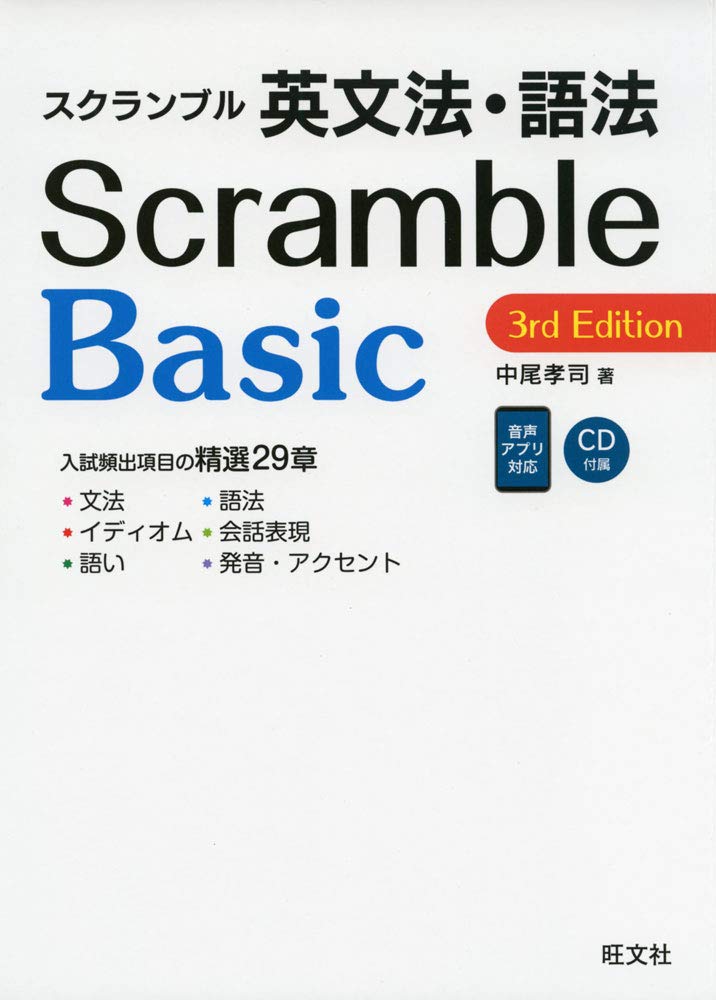 スクランブル 英文法・語法
Scramble
Basic
3rd Edition
中尾孝司 著
音声
アプリ
対応
CD
付属
入試頻出項目の精選29章
文法
語法
イディオム
会話表現
語い
発音・アクセント
旺文社